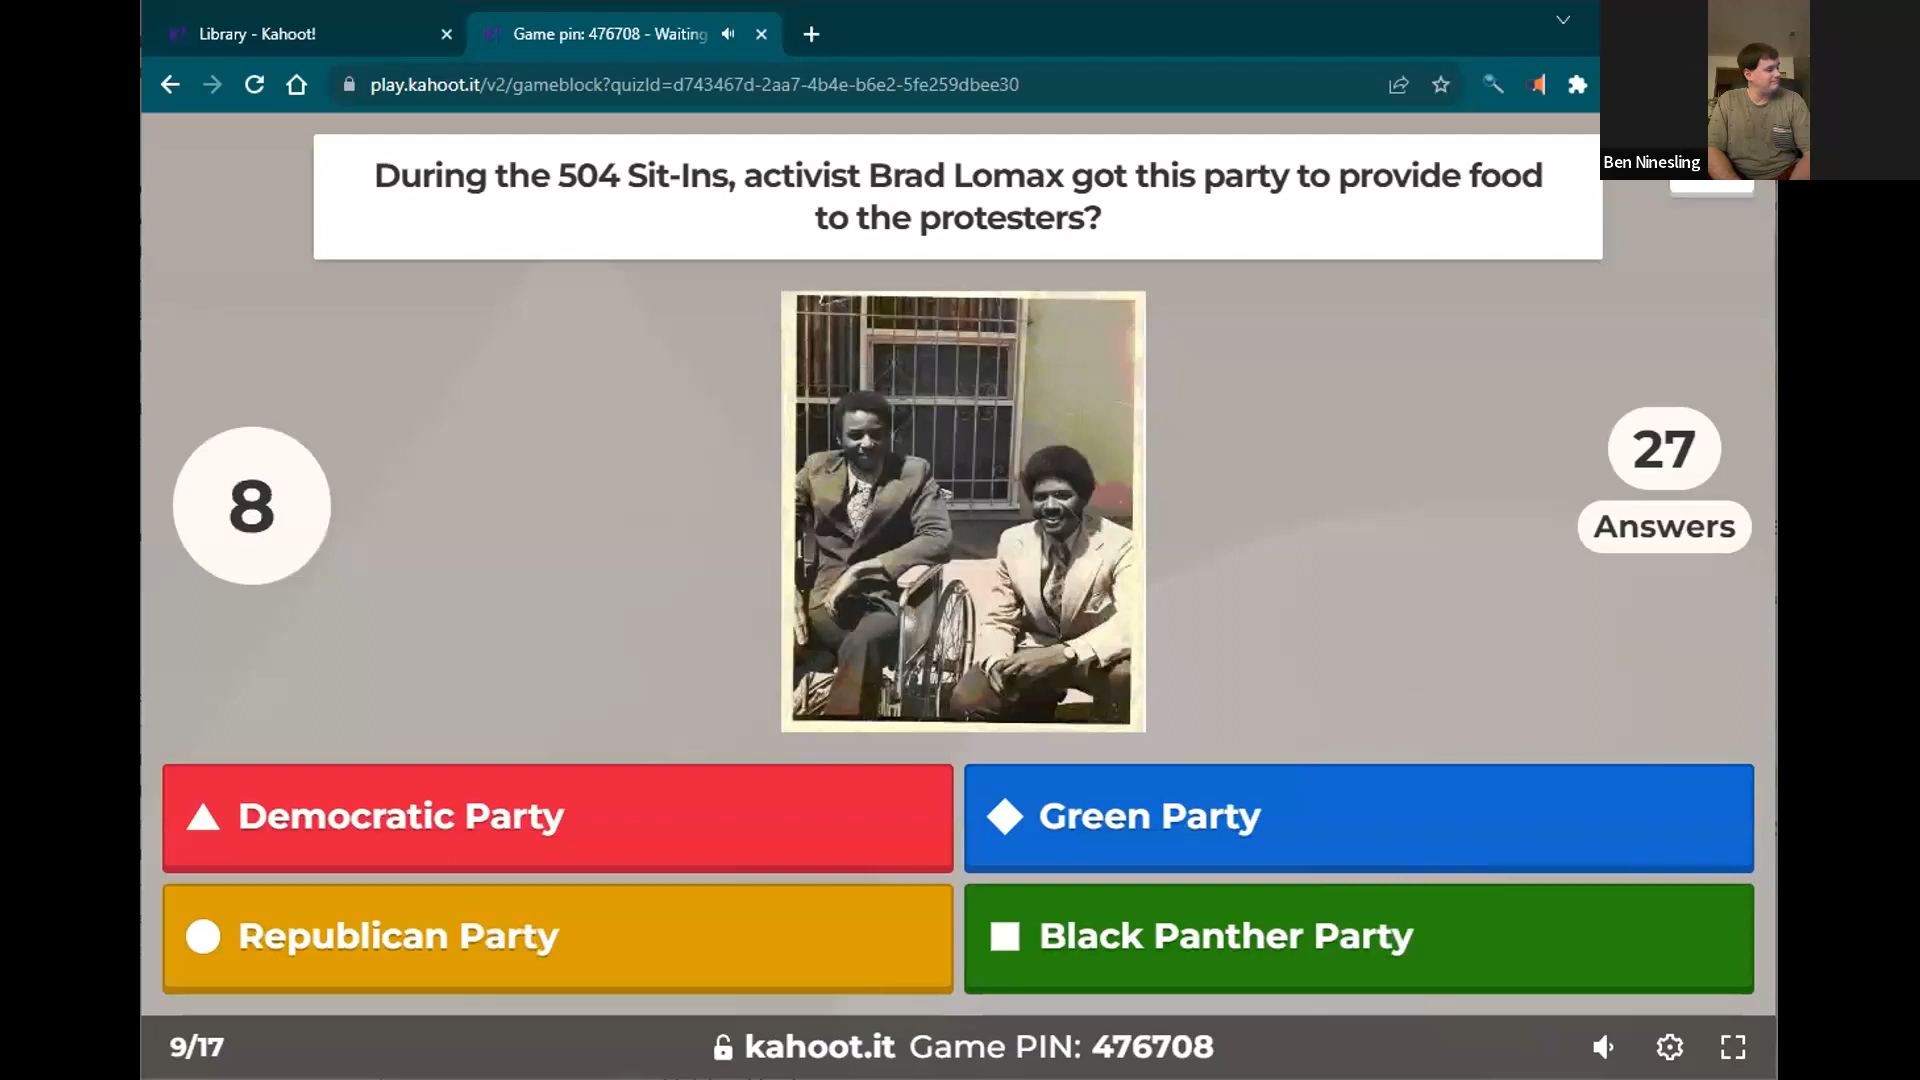 Library - Kahoot!
Game pin: 476708 - Waiting
play.kahoot.it/v2/gameblock?quizId=d743467d-2aa7-4b4e-b6e2-5fe259dbee30
Ben Ninesling
During the 504 Sit-Ins, activist Brad Lomax got this party to provide food
to the protesters?
8
27
Answers
Democratic Party
Green Party
Republican Party
Black Panther Party
9/17
kahoot.it Game PIN: 476708